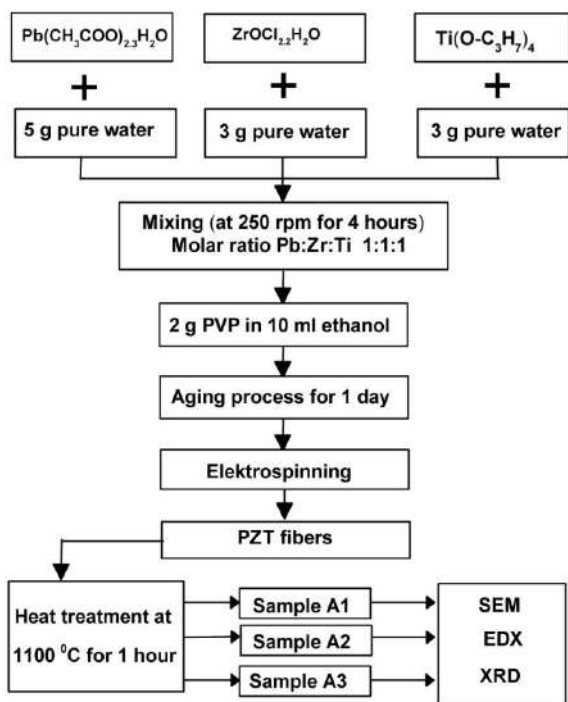 Pb(CH₃COO)₂.₃H₂O
ZrOCl₂.₂H₂O
Ti(O-C₃H₇)₄
+
+
+
5 g pure water
3 g pure water
3 g pure water
Mixing (at 250 rpm for 4 hours)
Molar ratio Pb:Zr:Ti 1:1:1
2 g PVP in 10 ml ethanol
Aging process for 1 day
Elektrospinning
PZT fibers
Heat treatment at
1100 ⁰C for 1 hour
Sample A1
Sample A2
Sample A3
SEM
EDX
XRD